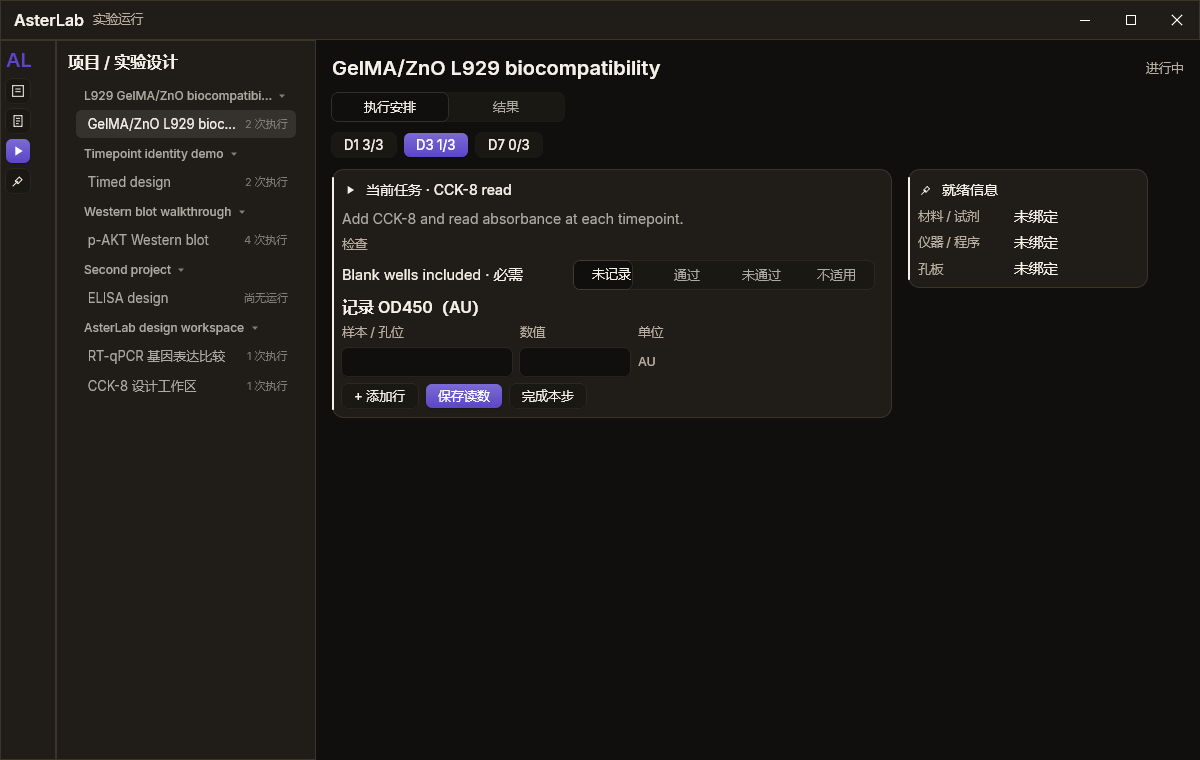 AsterLab 实验运行
AL
项目 / 实验设计
L929 GelMA/ZnO biocompatibi...
GelMA/ZnO L929 bioc... 2 次执行
Timepoint identity demo
Timed design 2 次执行
Western blot walkthrough
p-AKT Western blot 4 次执行
Second project
ELISA design 尚无运行
AsterLab design workspace
RT-qPCR 基因表达比较 1 次执行
CCK-8 设计工作区 1 次执行
GelMA/ZnO L929 biocompatibility 进行中
执行安排 结果
D1 3/3 D3 1/3 D7 0/3
当前任务 · CCK-8 read
Add CCK-8 and read absorbance at each timepoint.
检查
Blank wells included · 必需 未记录 通过 未通过 不适用
记录 OD450（AU）
样本 / 孔位 数值 单位
AU
+ 添加行 保存读数 完成本步
就绪信息
材料 / 试剂 未绑定
仪器 / 程序 未绑定
孔板 未绑定